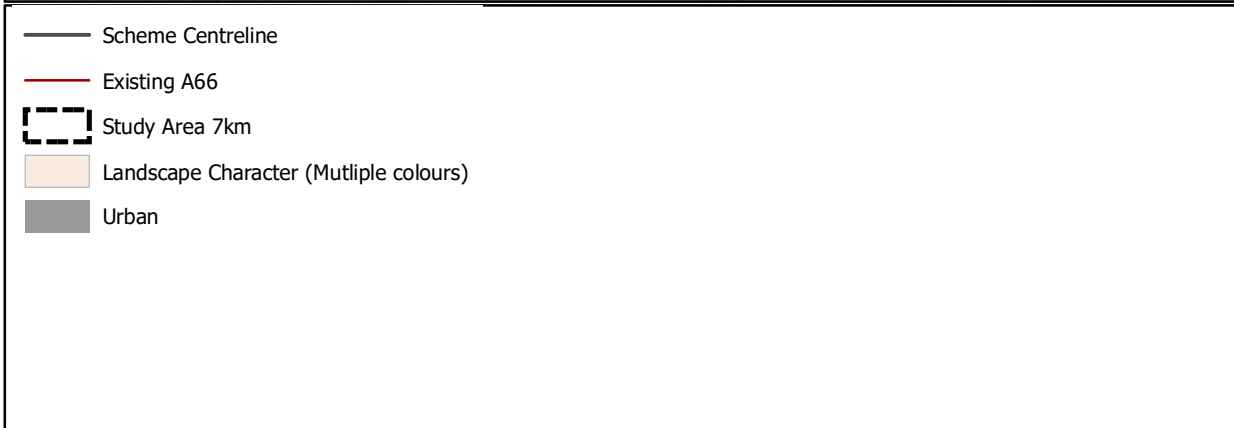 Scheme Centreline
Existing A66
Study Area 7km
Landscape Character (Mutliple colours)
Urban